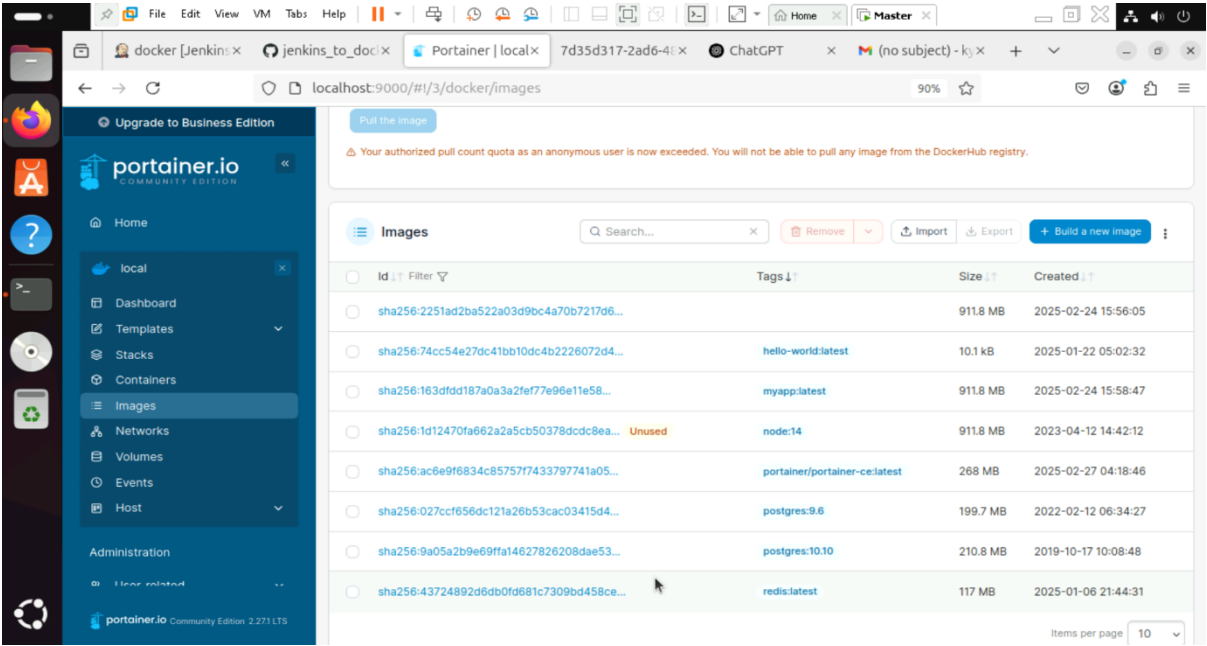 File Edit View VM Tabs Help Home Master
docker [Jenkins jenkins_to_doc Portainer | local 7d35d317-2ad6-4 ChatGPT (no subject) - ky
localhost:9000/#!/3/docker/images 90%
Upgrade to Business Edition
portainer.io
COMMUNITY EDITION
Home
local
Dashboard
Templates
Stacks
Containers
Images
Networks
Volumes
Events
Host
Administration
User-related
portainer.io Community Edition 2.27.1 LTS
Pull the image
Your authorized pull count quota as an anonymous user is now exceeded. You will not be able to pull any image from the DockerHub registry.
Images Search... Remove Import Export + Build a new image
Id Filter Tags Size Created
sha256:2251ad2ba522a03d9bc4a70b7217d6... 911.8 MB 2025-02-24 15:56:05
sha256:74cc54e27dc41bb10dc4b2226072d4... hello-world:latest 10.1 kB 2025-01-22 05:02:32
sha256:163dfdd187a0a3a2fef77e96e11e58... myapp:latest 911.8 MB 2025-02-24 15:58:47
sha256:1d12470fa662a2a5cb50378dcdc8ea... Unused node:14 911.8 MB 2023-04-12 14:42:12
sha256:ac6e9f6834c85757f7433797741a05... portainer/portainer-ce:latest 268 MB 2025-02-27 04:18:46
sha256:027ccf656dc121a26b53cac03415d4... postgres:9.6 199.7 MB 2022-02-12 06:34:27
sha256:9a05a2b9e69ffa14627826208dae53... postgres:10.10 210.8 MB 2019-10-17 10:08:48
sha256:43724892d6db0fd681c7309bd458ce... redis:latest 117 MB 2025-01-06 21:44:31
Items per page 10